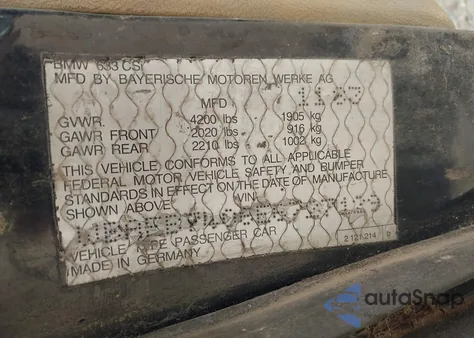 BMW 633 CSi
MFD BY BAYERISCHE MOTOREN WERKE AG
MFD
GVWR. 4200 lbs 1905 kg
GAWR FRONT 2020 lbs 916 kg
GAWR REAR 2210 lbs 1002 kg
THIS VEHICLE CONFORMS TO ALL APPLICABLE
FEDERAL MOTOR VEHICLE SAFETY AND BUMPER
STANDARDS IN EFFECT ON THE DATE OF MANUFACTURE
SHOWN ABOVE. VIN:
VEHICLE TYPE PASSENGER CAR
MADE IN GERMANY
autoSnap